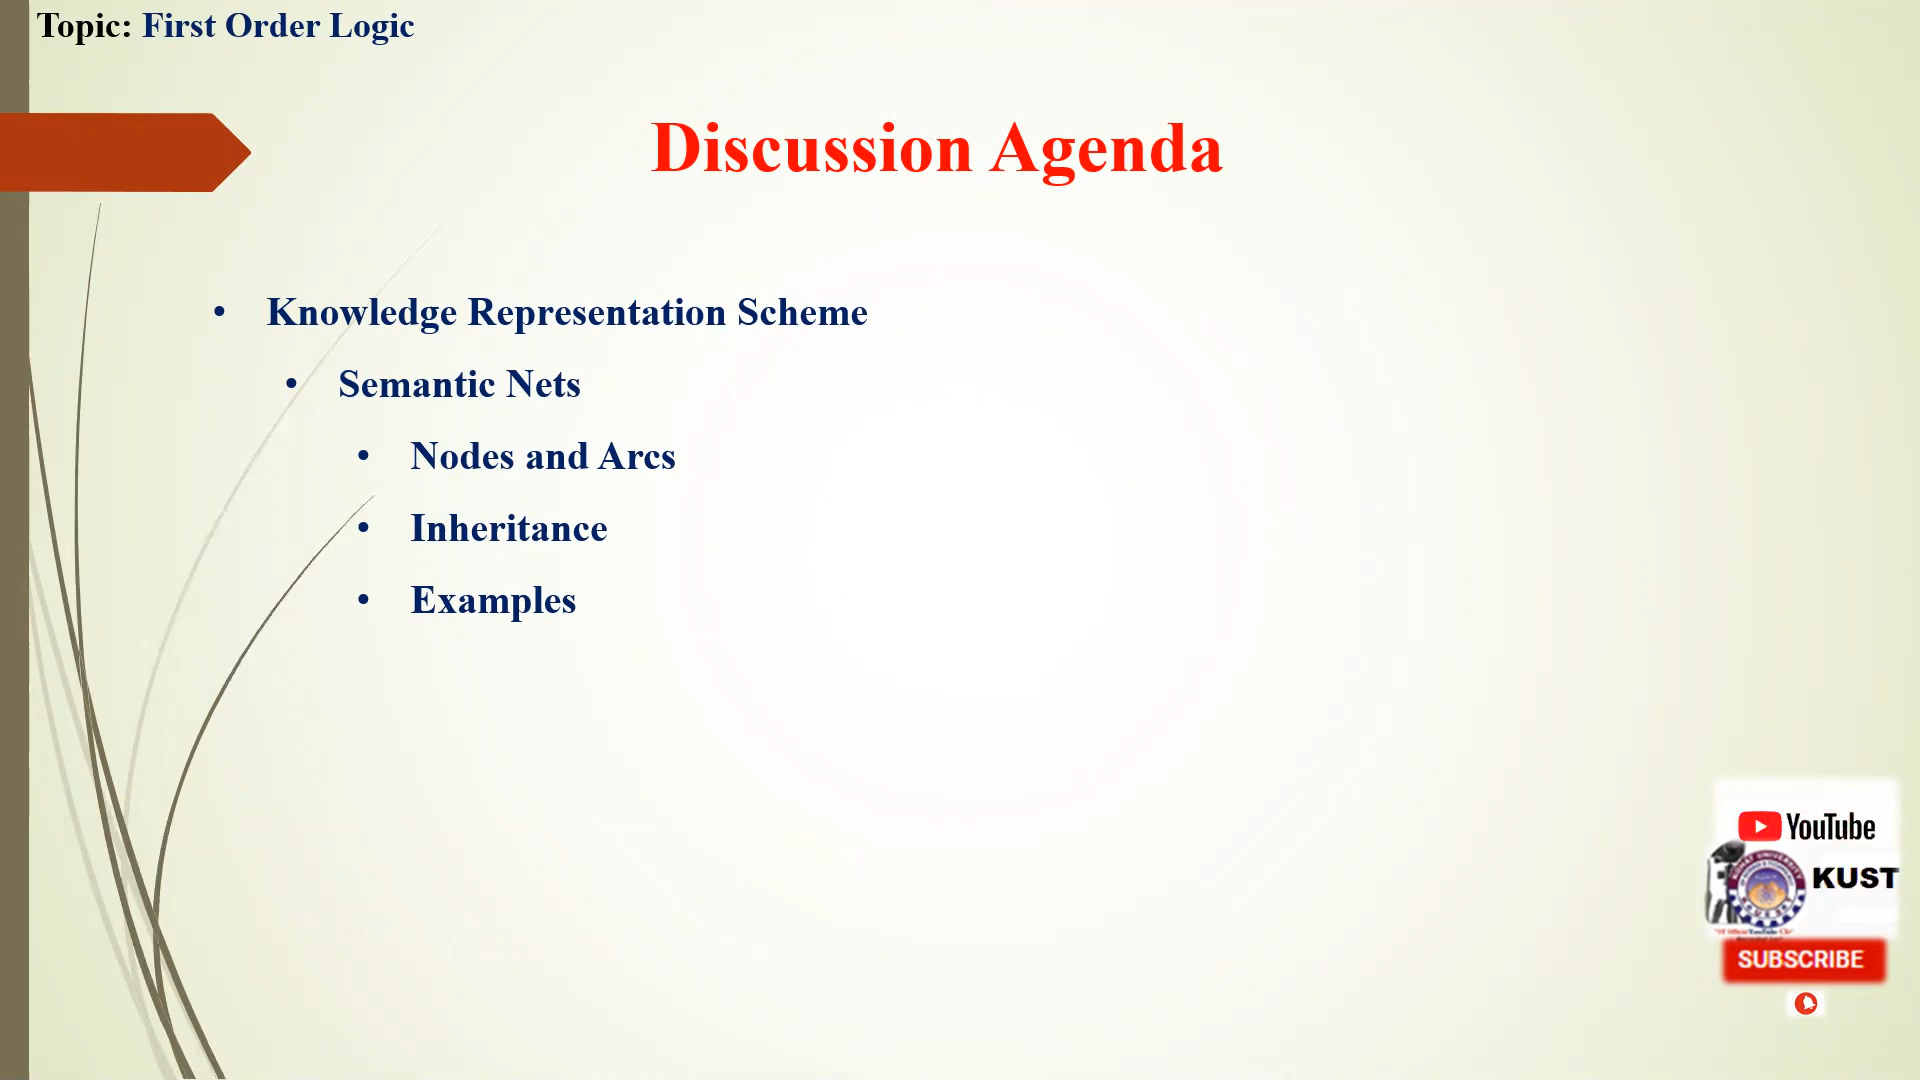 Topic: First Order Logic
Discussion Agenda
• Knowledge Representation Scheme
• Semantic Nets
• Nodes and Arcs
• Inheritance
• Examples
YouTube
KUST
SUBSCRIBE